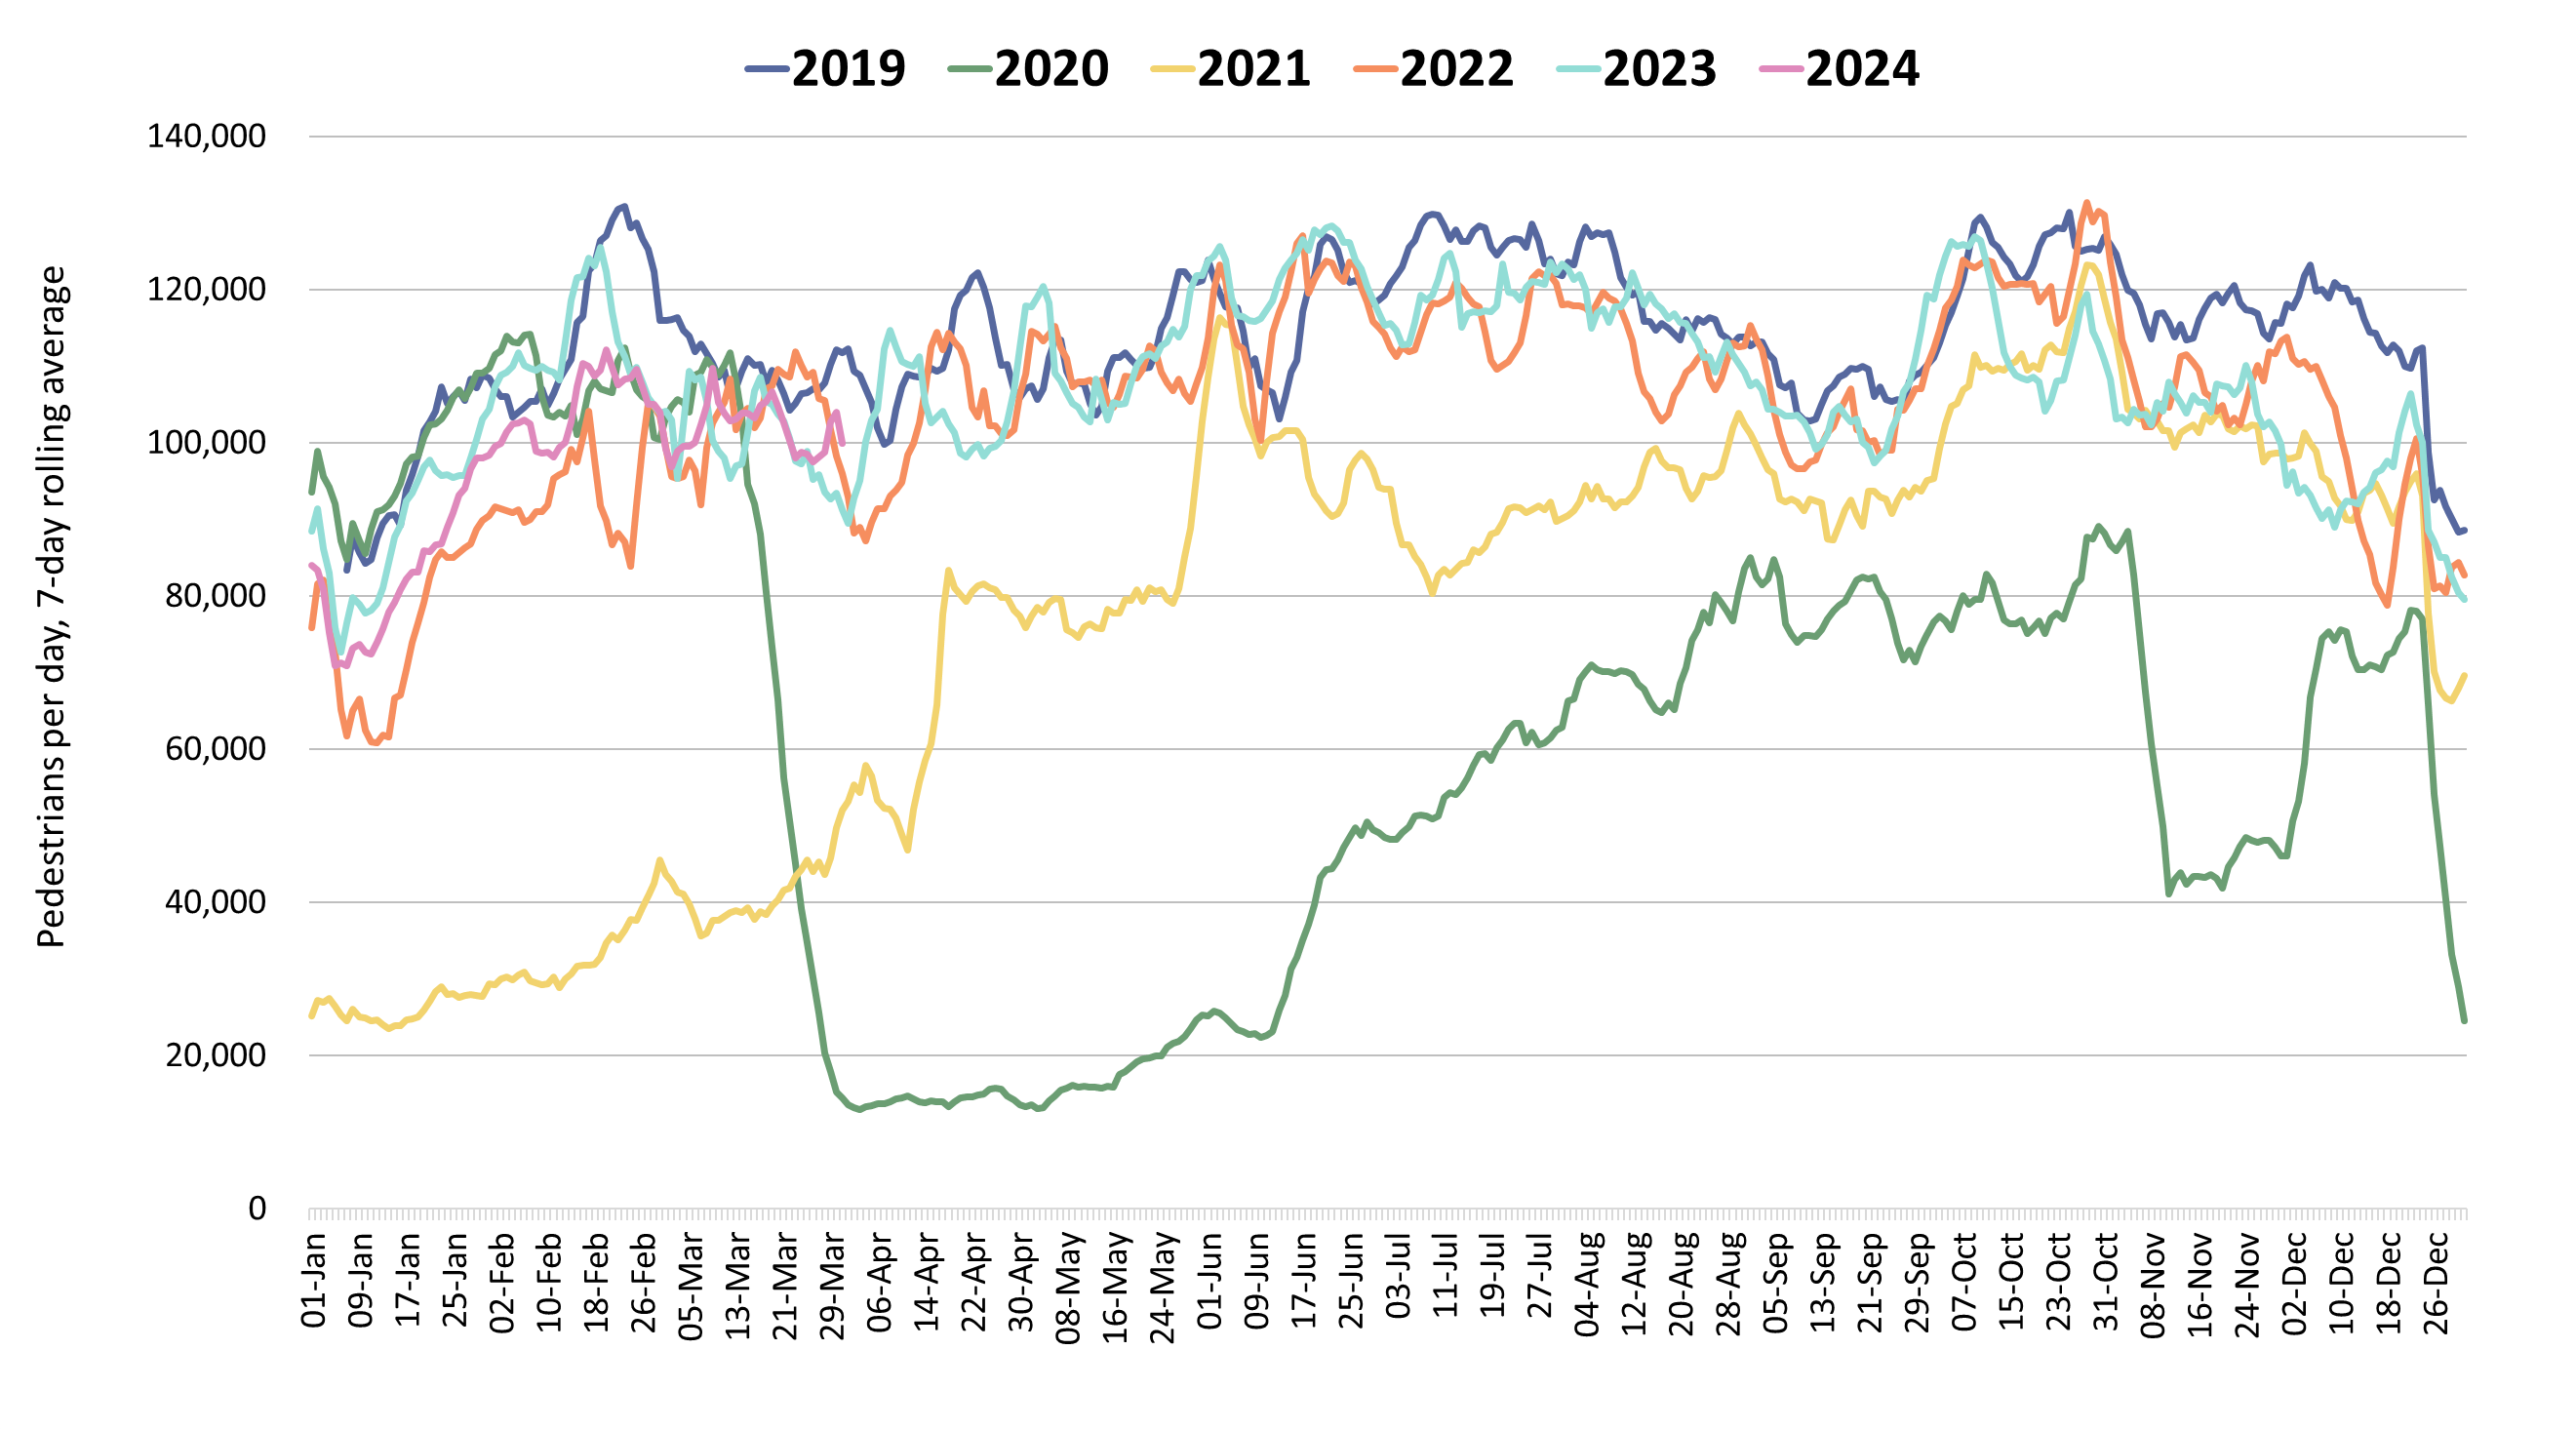 2019 2020 2021 2022 2023 2024
Pedestrians per day, 7-day rolling average
140,000
120,000
100,000
80,000
60,000
40,000
20,000
0
01-Jan 09-Jan 17-Jan 25-Jan 02-Feb 10-Feb 18-Feb 26-Feb 05-Mar 13-Mar 21-Mar 29-Mar 06-Apr 14-Apr 22-Apr 30-Apr 08-May 16-May 24-May 01-Jun 09-Jun 17-Jun 25-Jun 03-Jul 11-Jul 19-Jul 27-Jul 04-Aug 12-Aug 20-Aug 28-Aug 05-Sep 13-Sep 21-Sep 29-Sep 07-Oct 15-Oct 23-Oct 31-Oct 08-Nov 16-Nov 24-Nov 02-Dec 10-Dec 18-Dec 26-Dec